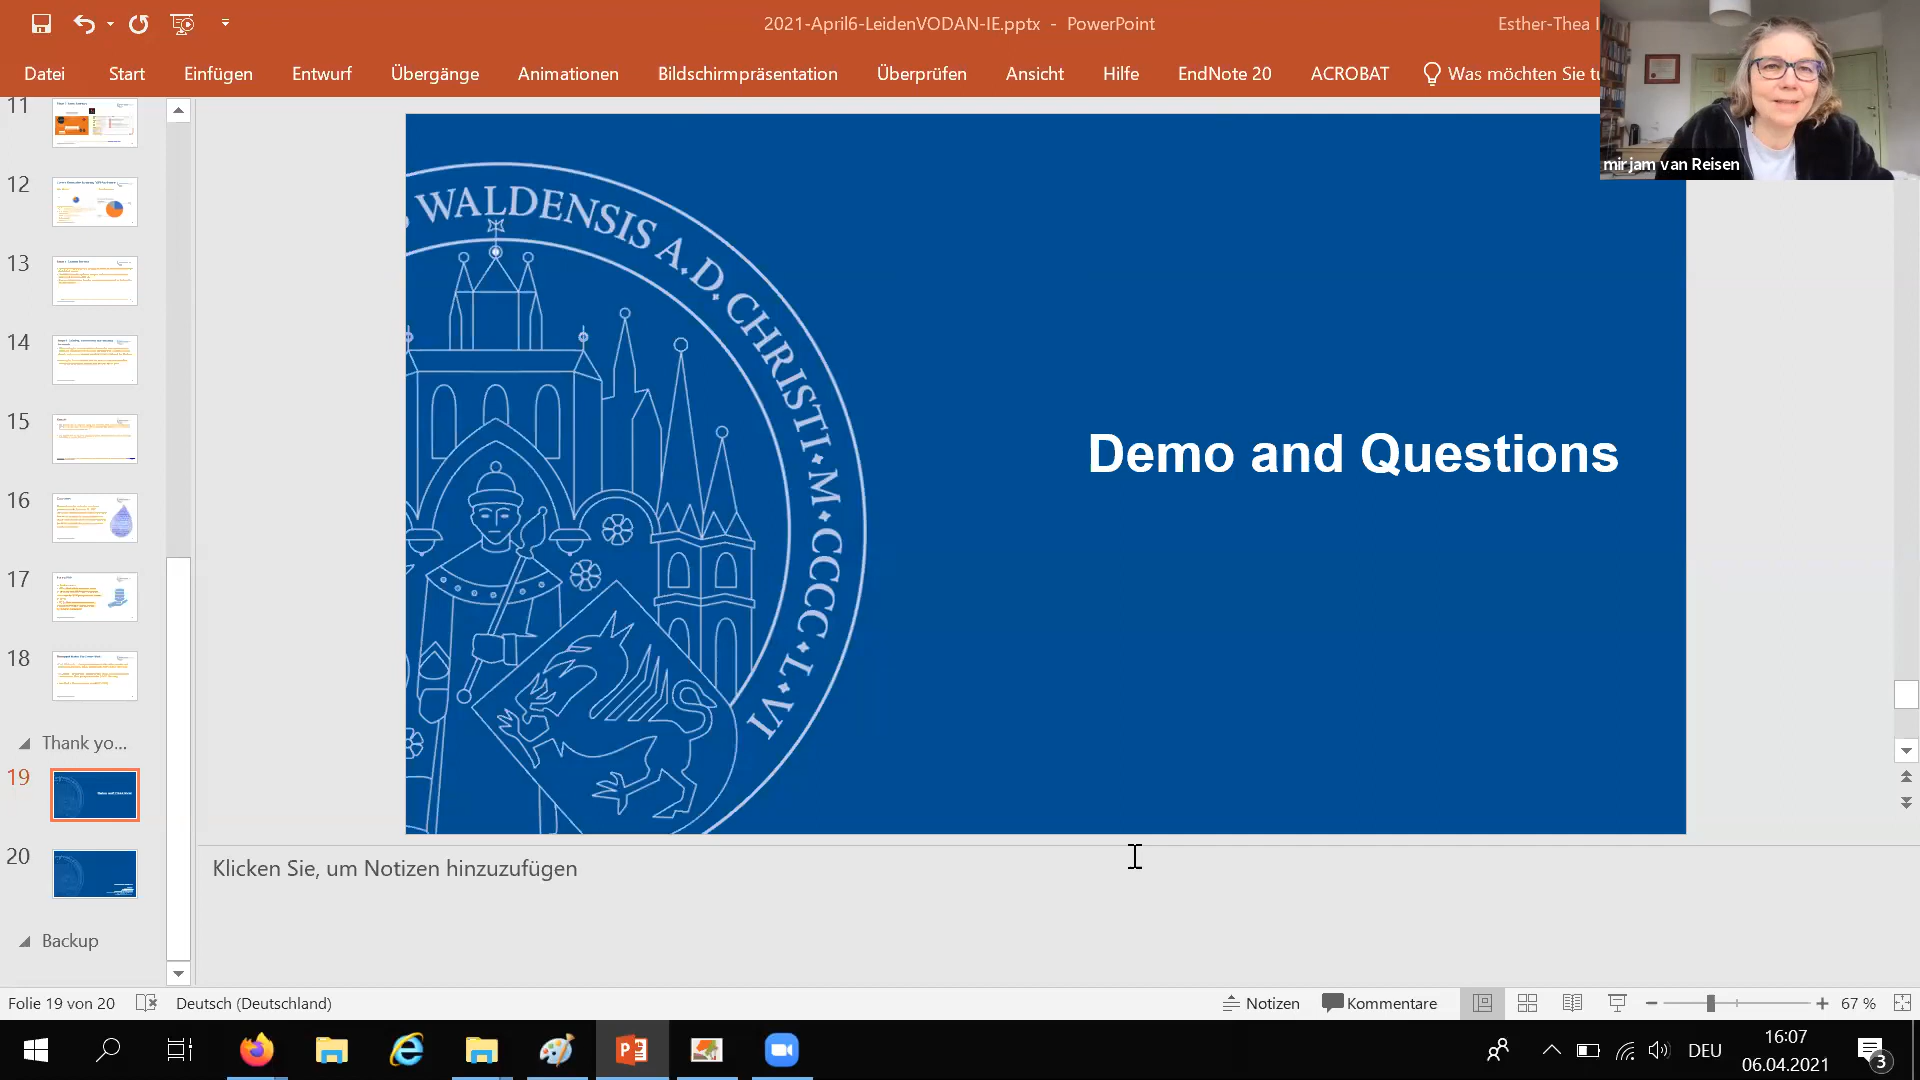 2021-April6-LeidenVODAN-IE.pptx - PowerPoint
Esther-Thea
Datei Start Einfügen Entwurf Übergänge Animationen Bildschirmpräsentation Überprüfen Ansicht Hilfe EndNote 20 ACROBAT Was möchten Sie tu
mirjam van Reisen
11
12
13
14
15
16
17
18
Thank yo...
19
20
Backup
WALDENSIS A.D. CHRISTI • M • CCCC • L • VI
Demo and Questions
Klicken Sie, um Notizen hinzuzufügen
Folie 19 von 20 Deutsch (Deutschland) Notizen Kommentare 67 %
DEU 16:07
06.04.2021
3